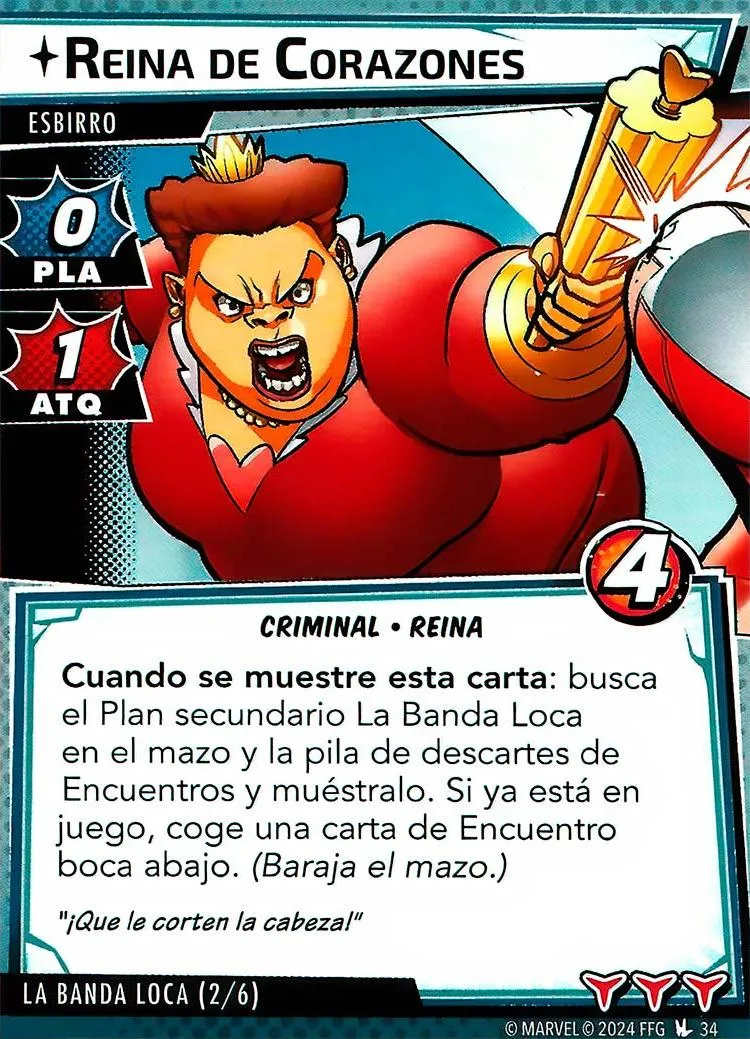 REINA DE CORAZONES
ESBIRRO
0
PLA
1
ATQ
4
CRIMINAL • REINA
Cuando se muestre esta carta: busca
el Plan secundario La Banda Loca
en el mazo y la pila de descartes de
Encuentros y muéstralo. Si ya está en
juego, coge una carta de Encuentro
boca abajo. (Baraja el mazo.)
"¡Que le corten la cabeza!"
LA BANDA LOCA (2/6)
© MARVEL © 2024 FFG 34